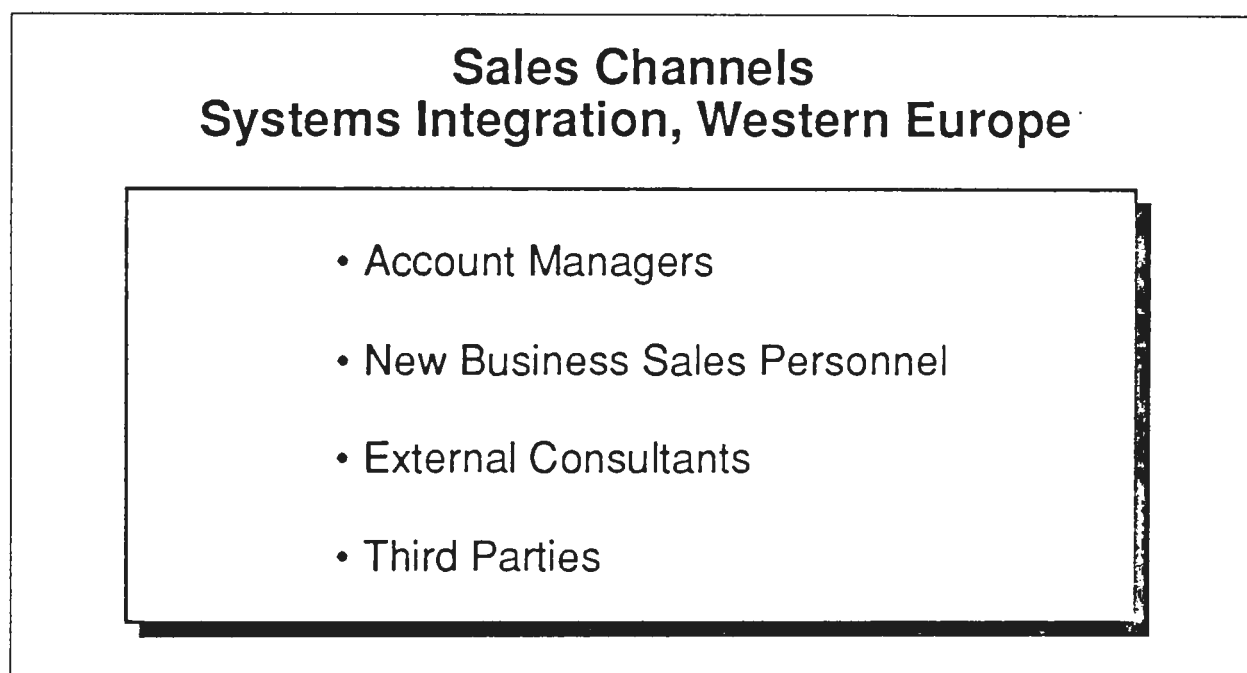 Sales Channels
Systems Integration, Western Europe
• Account Managers
• New Business Sales Personnel
• External Consultants
• Third Parties